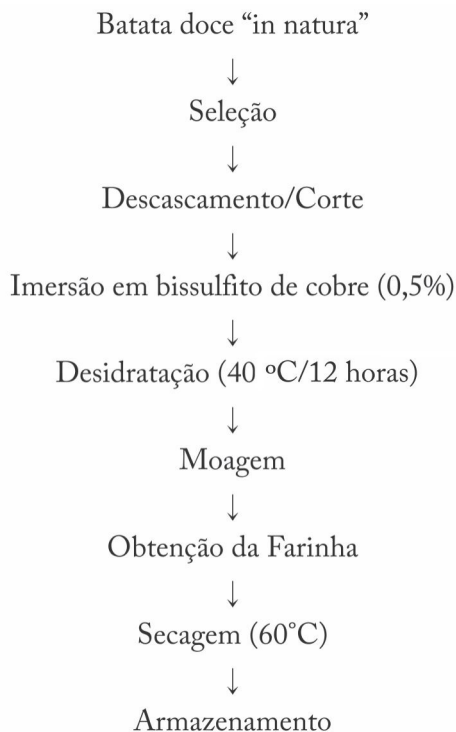 Batata doce “in natura”
↓
Seleção
↓
Descascamento/Corte
↓
Imersão em bissulfito de cobre (0,5%)
↓
Desidratação (40 ºC/12 horas)
↓
Moagem
↓
Obtenção da Farinha
↓
Secagem (60°C)
↓
Armazenamento